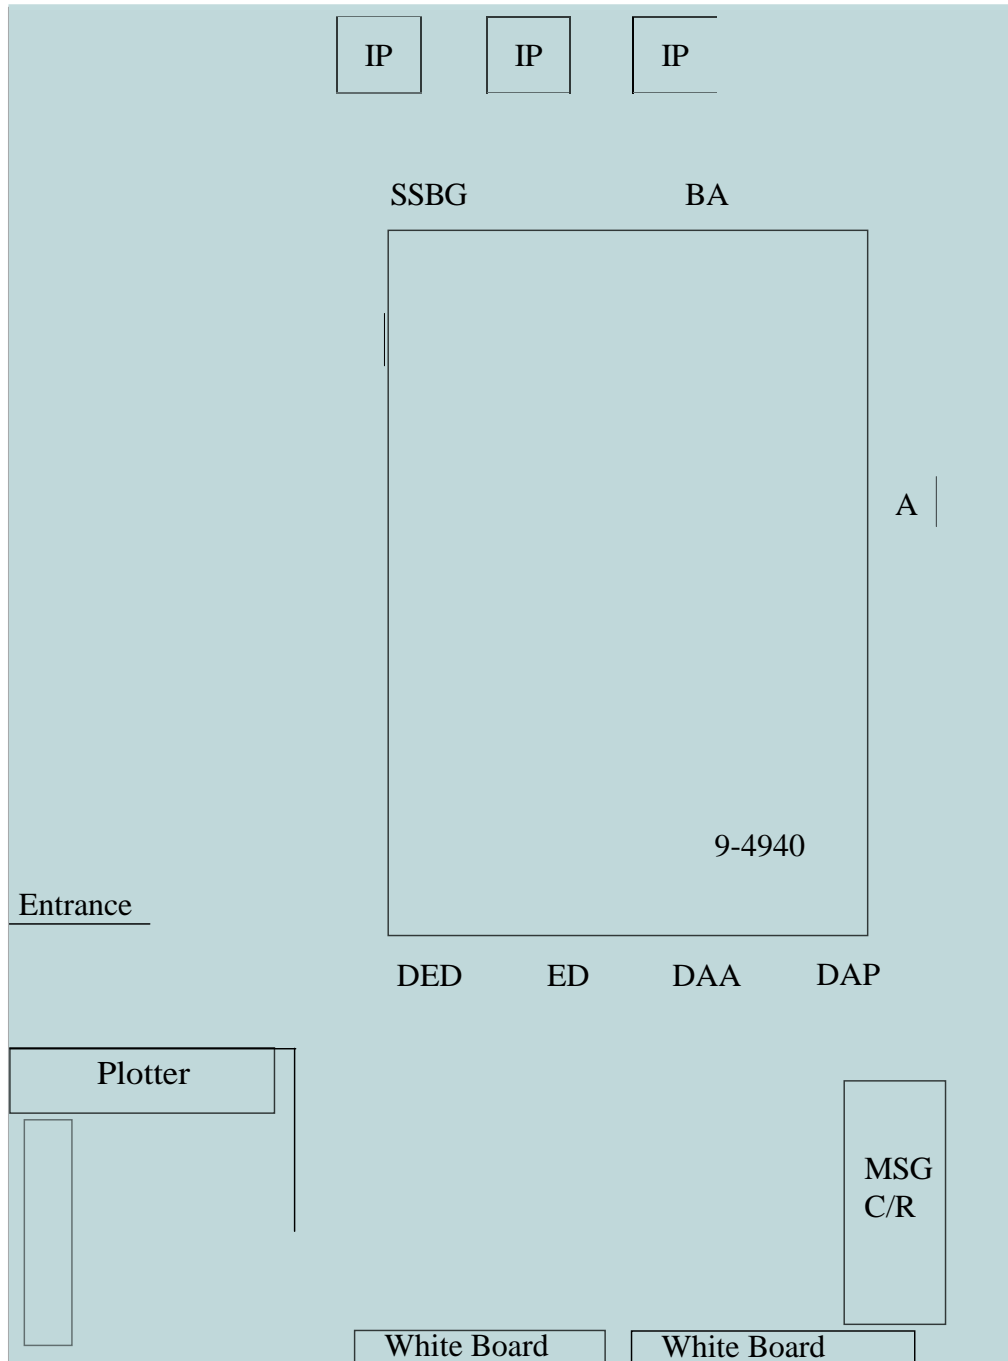 IP IP IP
SSBG BA
A
9-4940
Entrance
DED ED DAA DAP
Plotter
MSG
C/R
White Board White Board